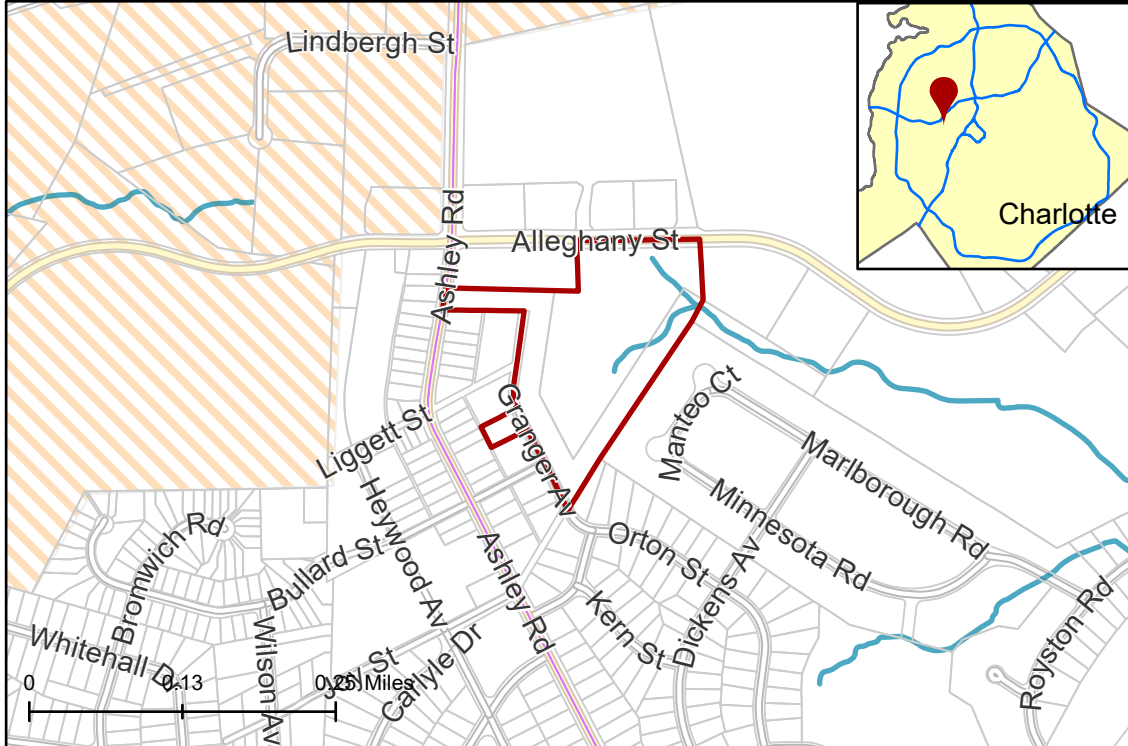 Lindbergh St
Charlotte
Ashley Rd
Alleghany St
Granger Av
Liggett St
Manteo Ct
Marlborough Rd
Minnesota Rd
Heywood Av
Bromwich Rd
Bullard St
Ashley Rd
Orton St
Dickens Av
Kern St
Royston Rd
Whitehall Dr
Wilson Av
Joy St
Carlyle Dr
0 0.13 0.25 Miles